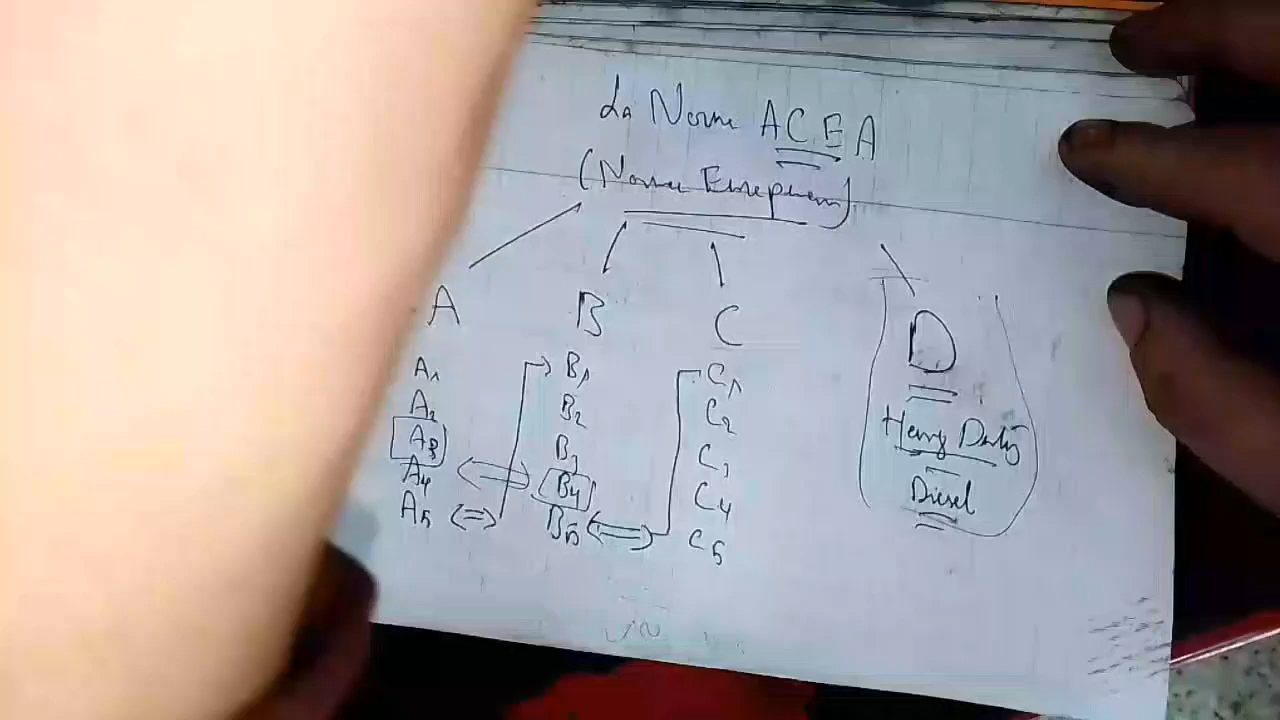 La Norme ACEA
(Norme Européenne)
A B C D
A1 B1 C1
A2 B2 C2
A3 B3 C3
A4 B4 C4
A5 B5 C5
Heavy Duty
Diesel